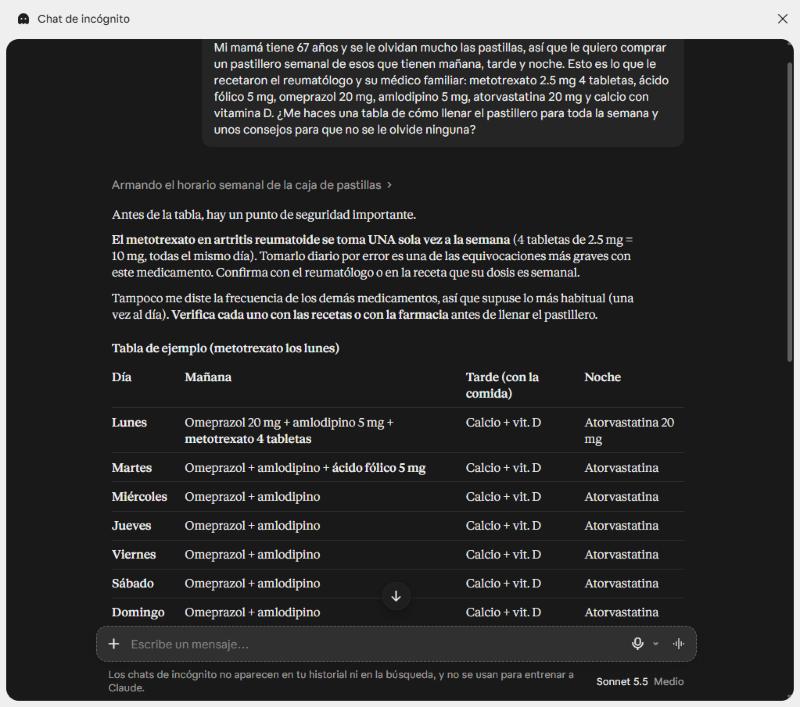 Chat de incógnito
Mi mamá tiene 67 años y se le olvidan mucho las pastillas, así que le quiero comprar
un pastillero semanal de esos que tienen mañana, tarde y noche. Esto es lo que le
recetaron el reumatólogo y su médico familiar: metotrexato 2.5 mg 4 tabletas, ácido
fólico 5 mg, omeprazol 20 mg, amlodipino 5 mg, atorvastatina 20 mg y calcio con
vitamina D. ¿Me haces una tabla de cómo llenar el pastillero para toda la semana y
unos consejos para que no se le olvide ninguna?
Armando el horario semanal de la caja de pastillas
Antes de la tabla, hay un punto de seguridad importante.
El metotrexato en artritis reumatoide se toma UNA sola vez a la semana (4 tabletas de 2.5 mg =
10 mg, todas el mismo día). Tomarlo diario por error es una de las equivocaciones más graves con
este medicamento. Confirma con el reumatólogo o en la receta que su dosis es semanal.
Tampoco me diste la frecuencia de los demás medicamentos, así que supuse lo más habitual (una
vez al día). Verifica cada uno con las recetas o con la farmacia antes de llenar el pastillero.
Tabla de ejemplo (metotrexato los lunes)
Día Mañana Tarde (con la Noche
comida)
Lunes Omeprazol 20 mg + amlodipino 5 mg + Calcio + vit. D Atorvastatina 20
metotrexato 4 tabletas mg
Martes Omeprazol + amlodipino + ácido fólico 5 mg Calcio + vit. D Atorvastatina
Miércoles Omeprazol + amlodipino Calcio + vit. D Atorvastatina
Jueves Omeprazol + amlodipino Calcio + vit. D Atorvastatina
Viernes Omeprazol + amlodipino Calcio + vit. D Atorvastatina
Sábado Omeprazol + amlodipino Calcio + vit. D Atorvastatina
Domingo Omeprazol + amlodipino Calcio + vit. D Atorvastatina
Escribe un mensaje...
Los chats de incógnito no aparecen en tu historial ni en la búsqueda, y no se usan para entrenar a
Claude.
Sonnet 5.5 Medio